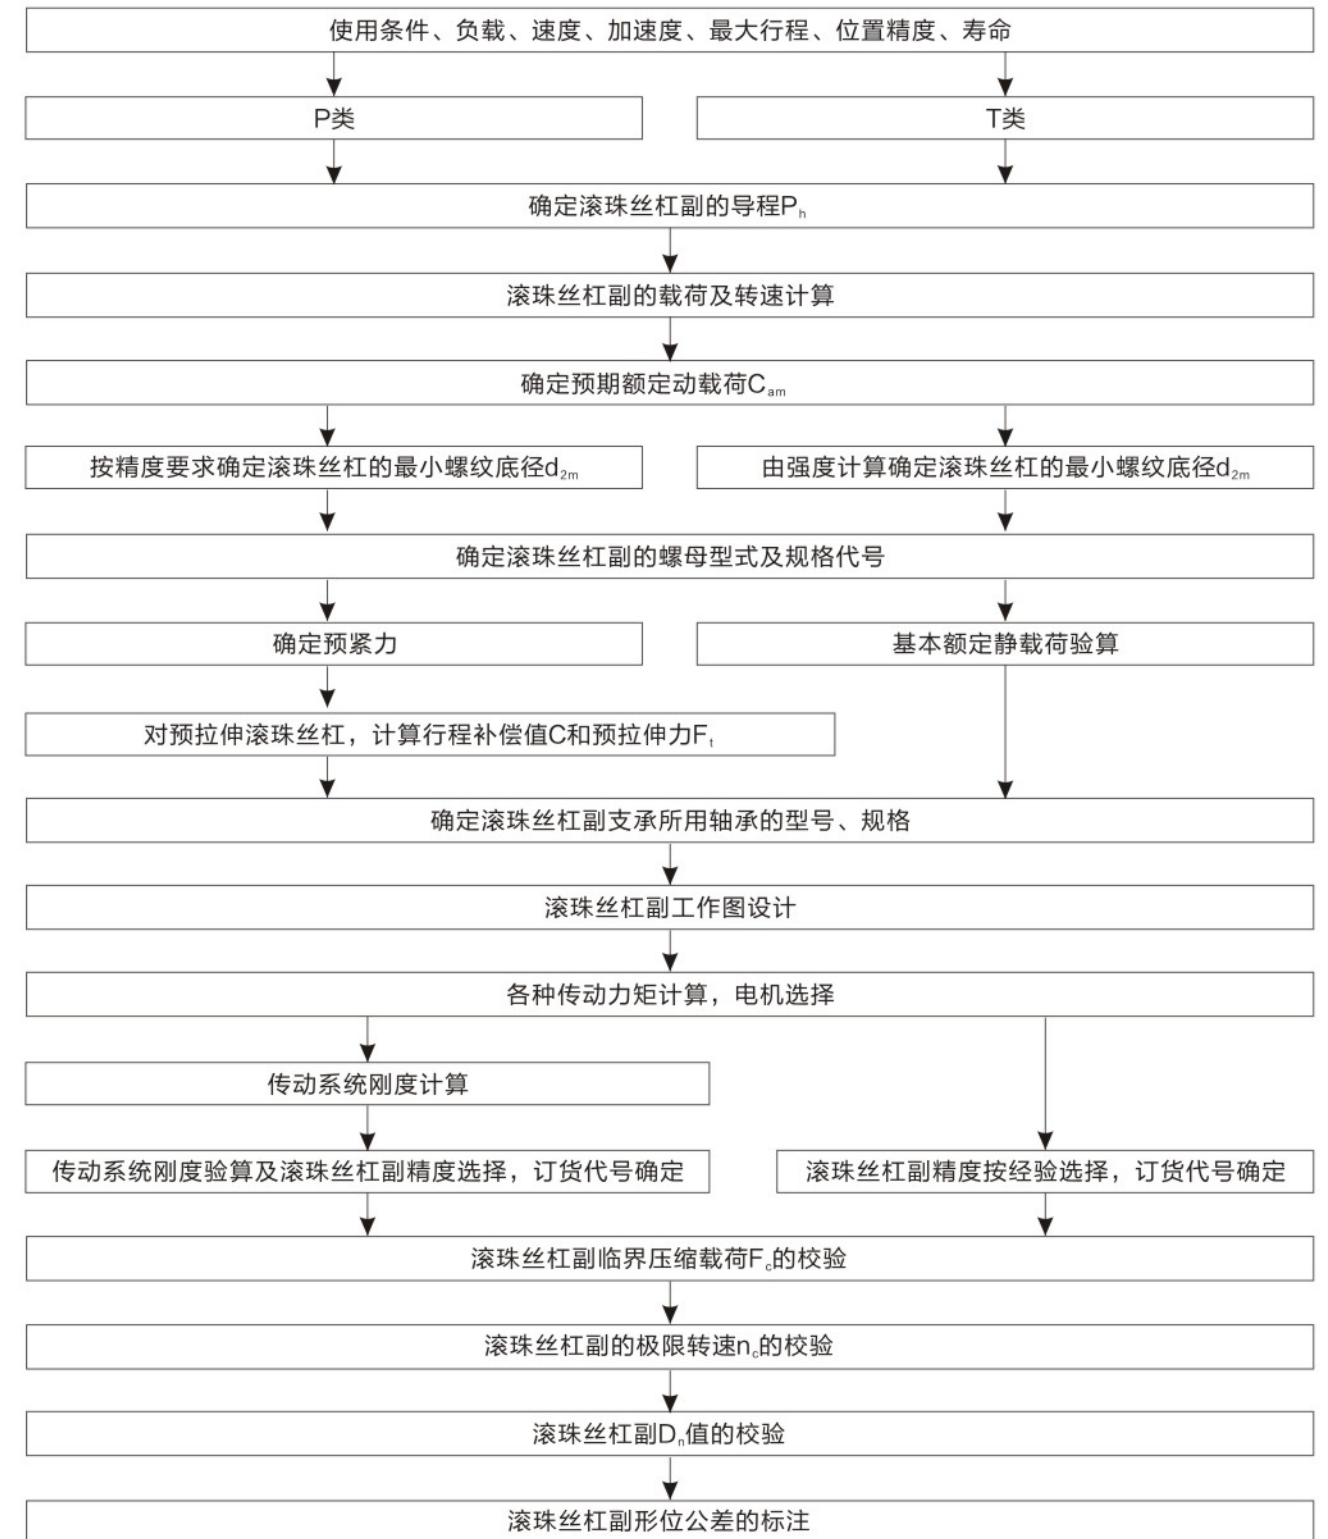 使用条件、负载、速度、加速度、最大行程、位置精度、寿命
P类
T类
确定滚珠丝杠副的导程Pₕ
滚珠丝杠副的载荷及转速计算
确定预期额定动载荷Cₐₘ
按精度要求确定滚珠丝杠的最小螺纹底径d₂ₘ
由强度计算确定滚珠丝杠的最小螺纹底径d₂ₘ
确定滚珠丝杠副的螺母型式及规格代号
确定预紧力
基本额定静载荷验算
对预拉伸滚珠丝杠，计算行程补偿值C和预拉伸力Fₜ
确定滚珠丝杠副支承所用轴承的型号、规格
滚珠丝杠副工作图设计
各种传动力矩计算，电机选择
传动系统刚度计算
传动系统刚度验算及滚珠丝杠副精度选择，订货代号确定
滚珠丝杠副精度按经验选择，订货代号确定
滚珠丝杠副临界压缩载荷F꜀的校验
滚珠丝杠副的极限转速n꜀的校验
滚珠丝杠副Dₙ值的校验
滚珠丝杠副形位公差的标注